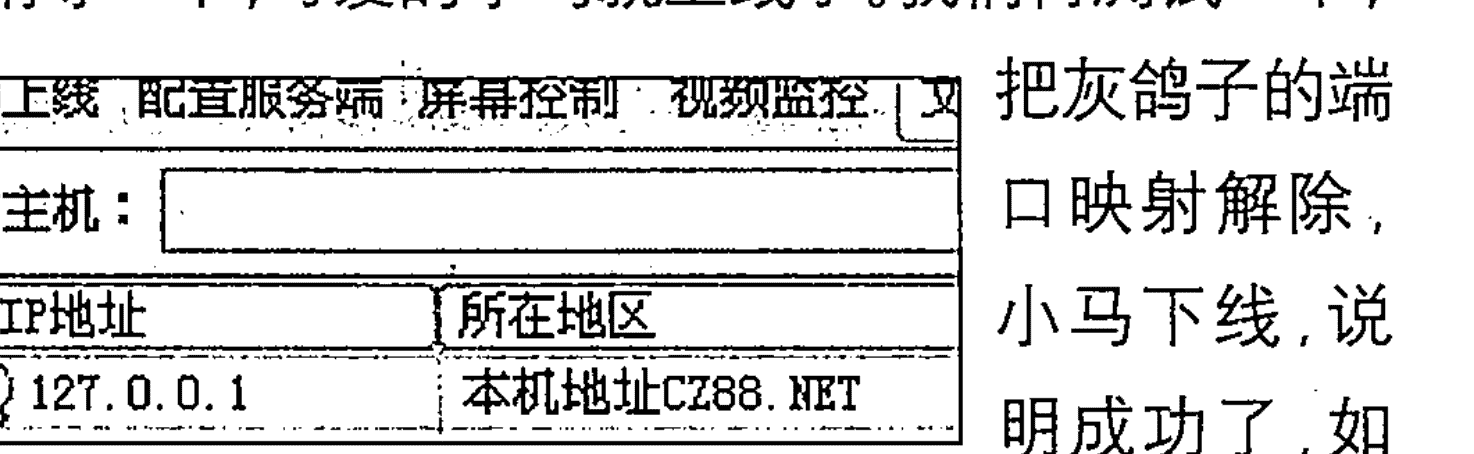 上线 配置服务端 屏幕控制 视频监控
主机：
IP地址 所在地区
127.0.0.1 本机地址CZ88.NET
把灰鸽子的端
口映射解除,
小马下线,说
明成功了,如